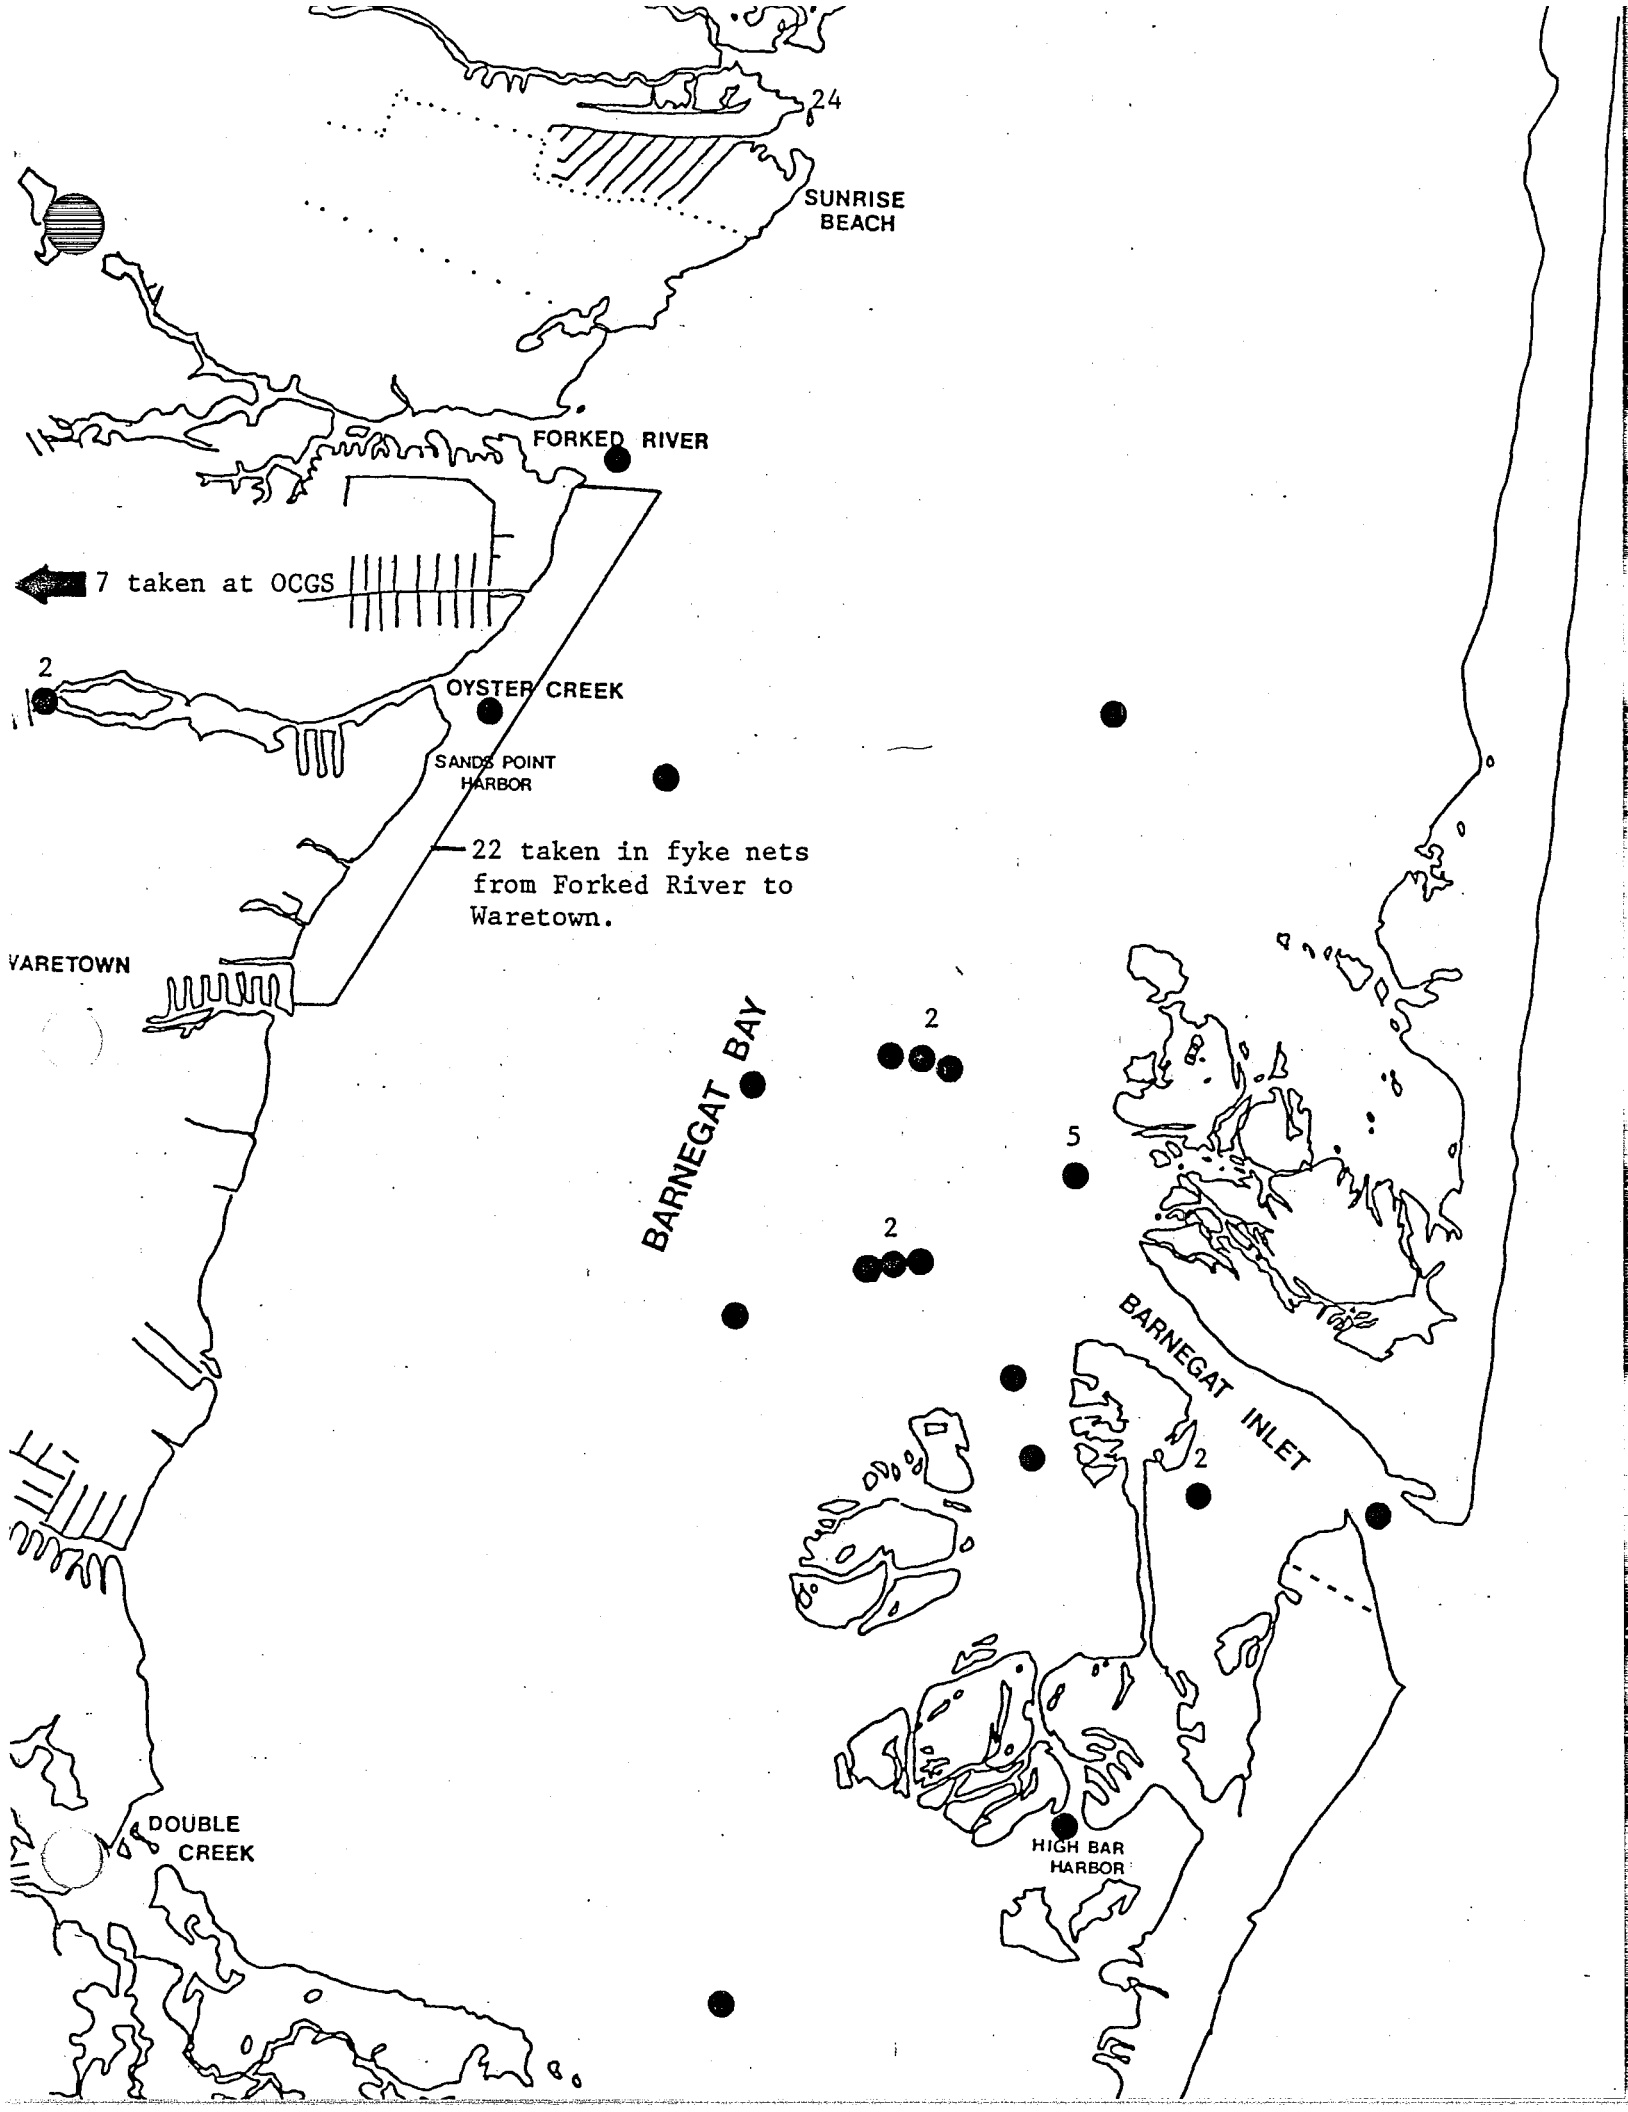 24
SUNRISE
BEACH
FORKED RIVER
7 taken at OCGS
2
OYSTER CREEK
SANDS POINT
HARBOR
22 taken in fyke nets
from Forked River to
Waretown.
WARETOWN
BARNEGAT BAY
2
5
2
BARNEGAT INLET
2
DOUBLE
CREEK
HIGH BAR
HARBOR